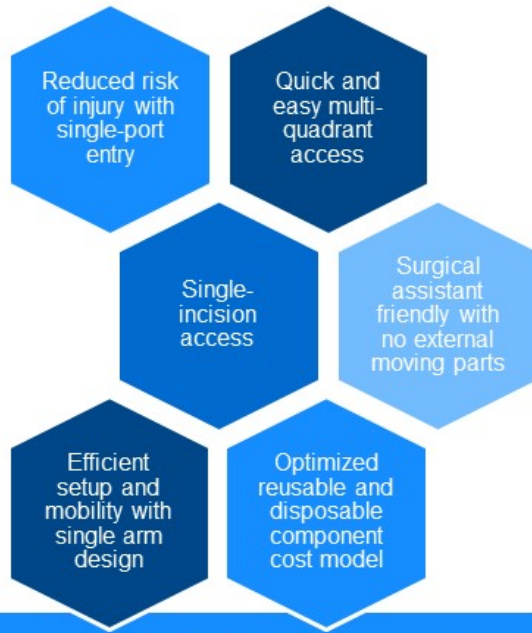 Reduced risk
of injury with
single-port
entry
Quick and
easy multi-
quadrant
access
Single-
incision
access
Surgical
assistant
friendly with
no external
moving parts
Efficient
setup and
mobility with
single arm
design
Optimized
reusable and
disposable
component
cost model